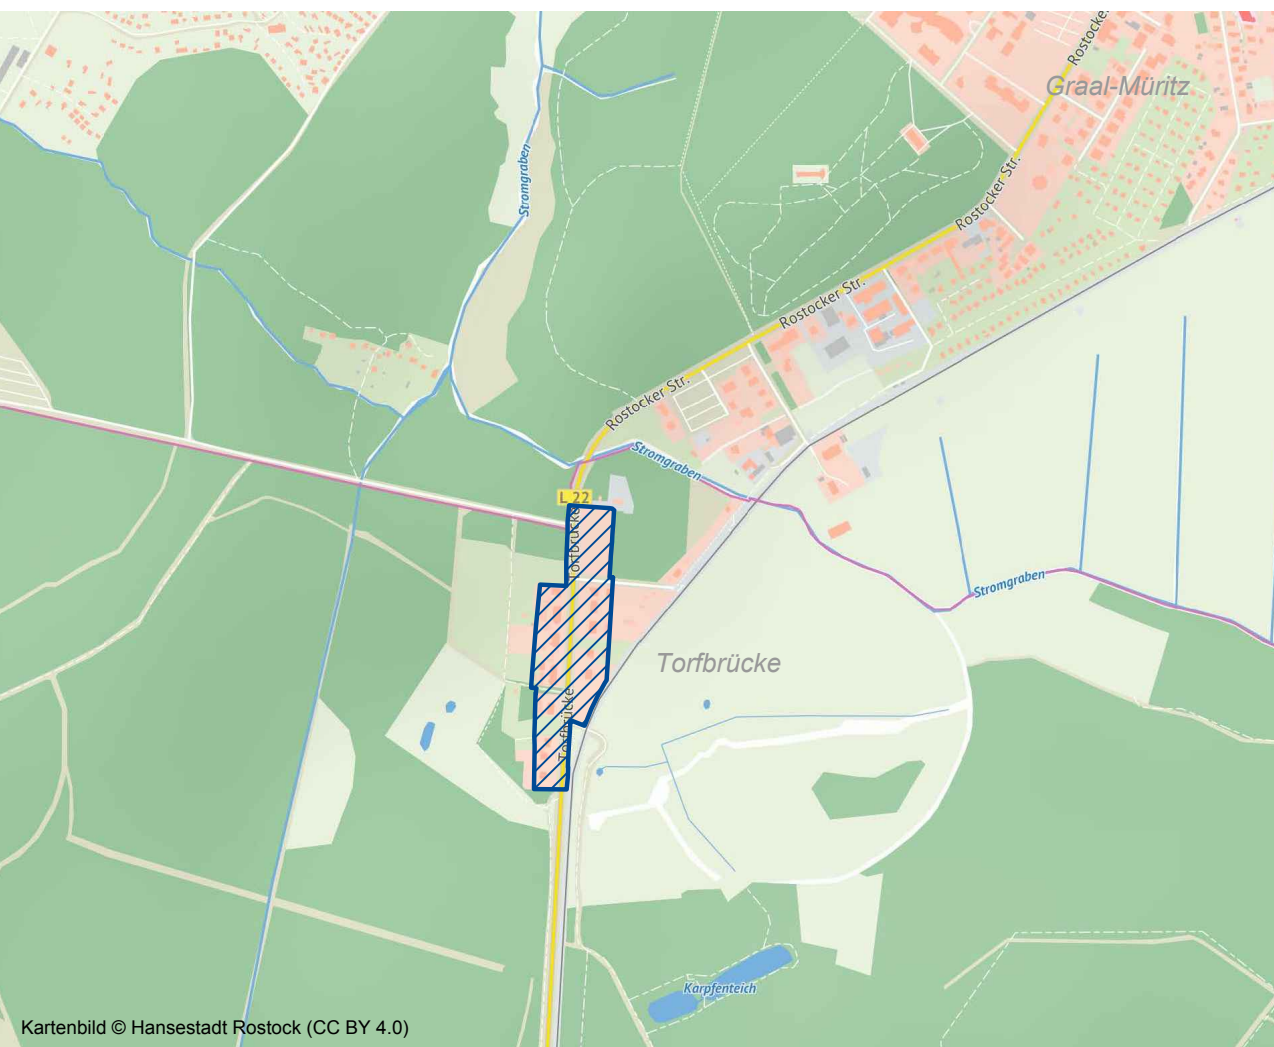 Rostocker
Graal-Müritz
Stromgraben
Rostocker Str.
Rostocker Str.
Rostocker Str.
Stromgraben
L 22
Torfbrücke
Stromgraben
Torfbrücke
Torfbrücke
Karpfenteich
Kartenbild © Hansestadt Rostock (CC BY 4.0)